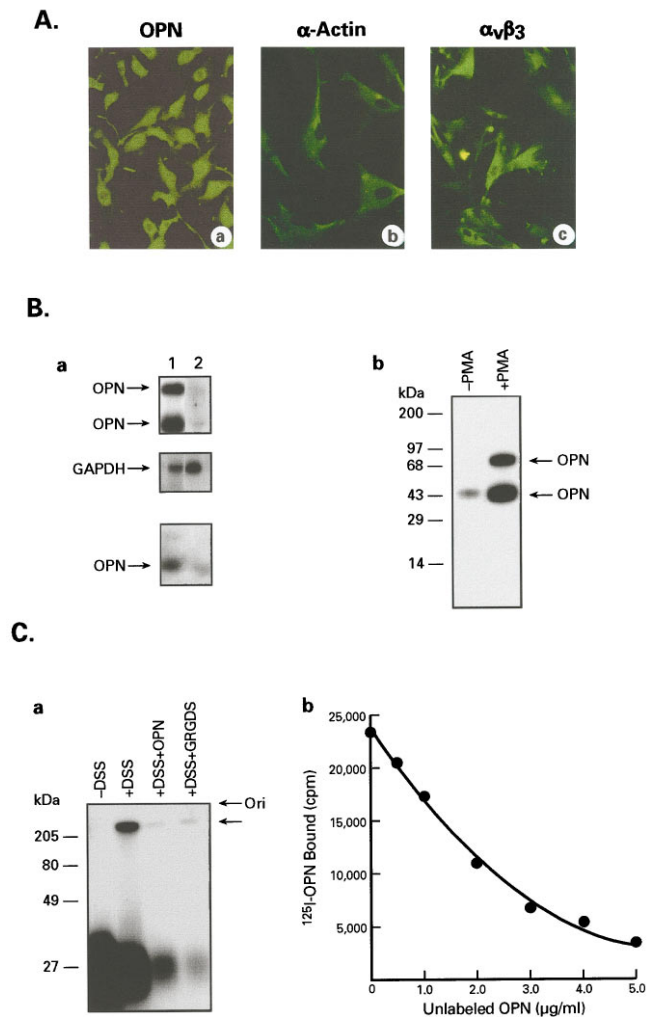 A.
OPN
α-Actin
αvβ3
a
b
c
B.
a
1 2
OPN
OPN
GAPDH
OPN
b
–PMA
+PMA
kDa
200
97
68
43
29
14
OPN
OPN
C.
a
–DSS
+DSS
+DSS+OPN
+DSS+GRGDS
kDa
205
80
49
27
Ori
b
25,000
20,000
15,000
10,000
5,000
125I-OPN Bound (cpm)
0 1.0 2.0 3.0 4.0 5.0
Unlabeled OPN (μg/ml)